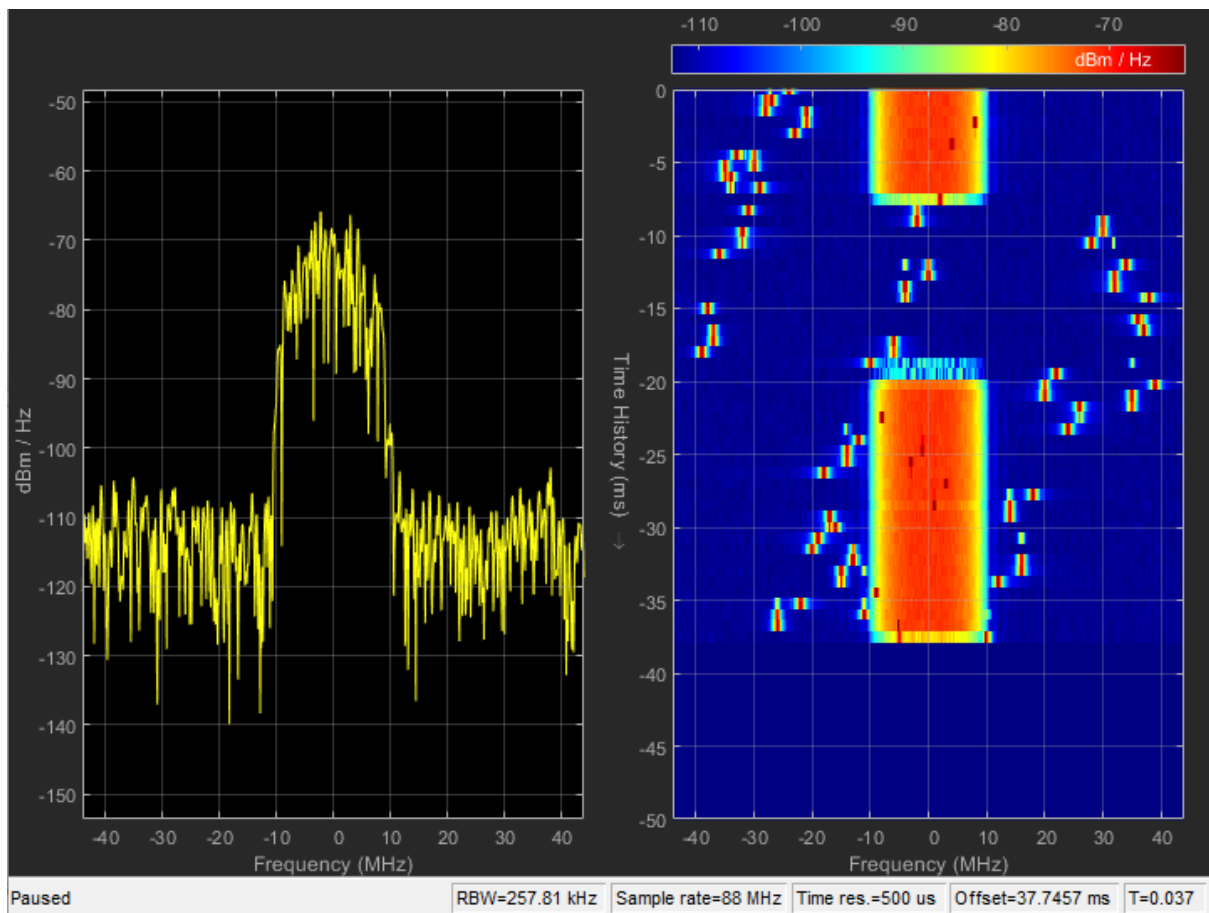 -110 -100 -90 -80 -70
dBm / Hz
-50
-60
-70
-80
-90
-100
-110
-120
-130
-140
-150
dBm / Hz
-40 -30 -20 -10 0 10 20 30 40
Frequency (MHz)
0
-5
-10
-15
-20
-25
-30
-35
-40
-45
-50
Time History (ms) →
-40 -30 -20 -10 0 10 20 30 40
Frequency (MHz)
Paused
RBW=257.81 kHz
Sample rate=88 MHz
Time res.=500 us
Offset=37.7457 ms
T=0.037